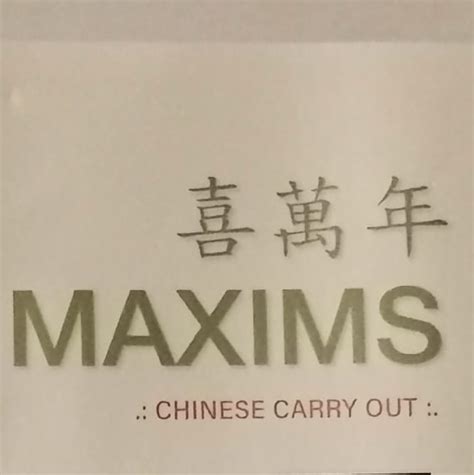 喜萬年
MAXIMS
.: CHINESE CARRY OUT :.